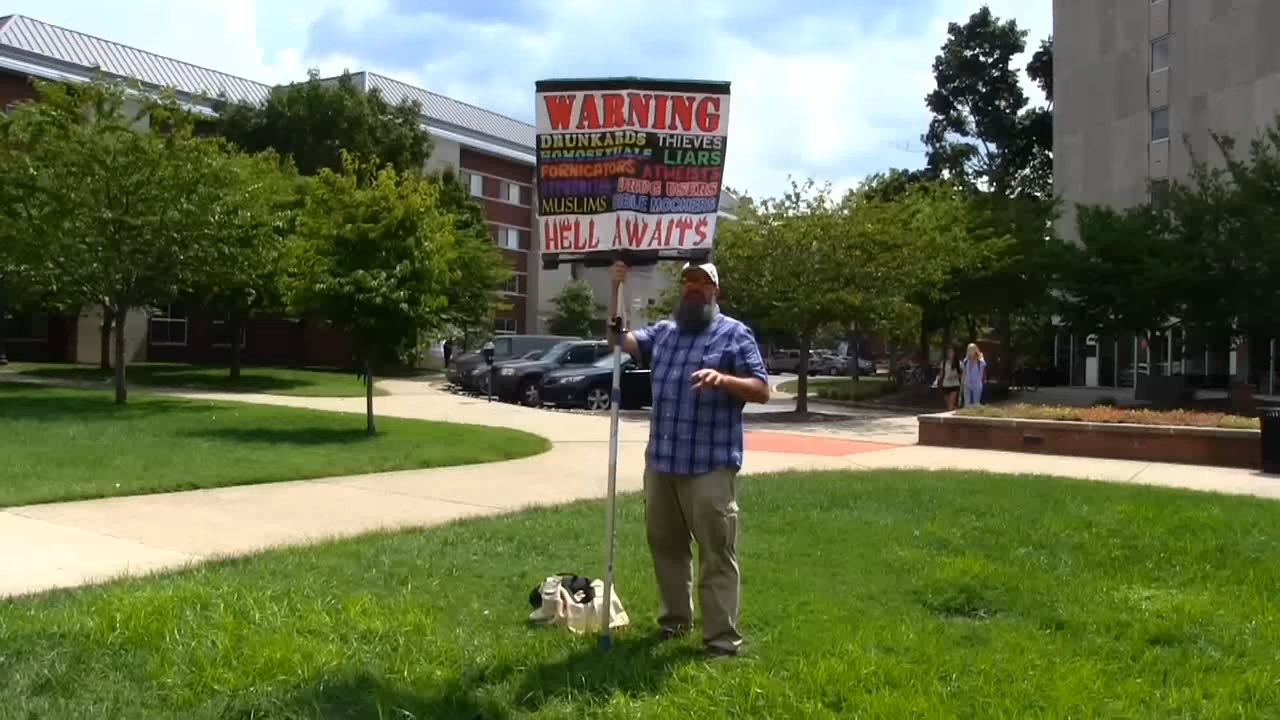 WARNING
DRUNKARDS THIEVES
HOMOSEXUALS LIARS
FORNICATORS ATHEISTS
DRUG USERS
MUSLIMS BIBLE MOCKERS
HELL AWAITS